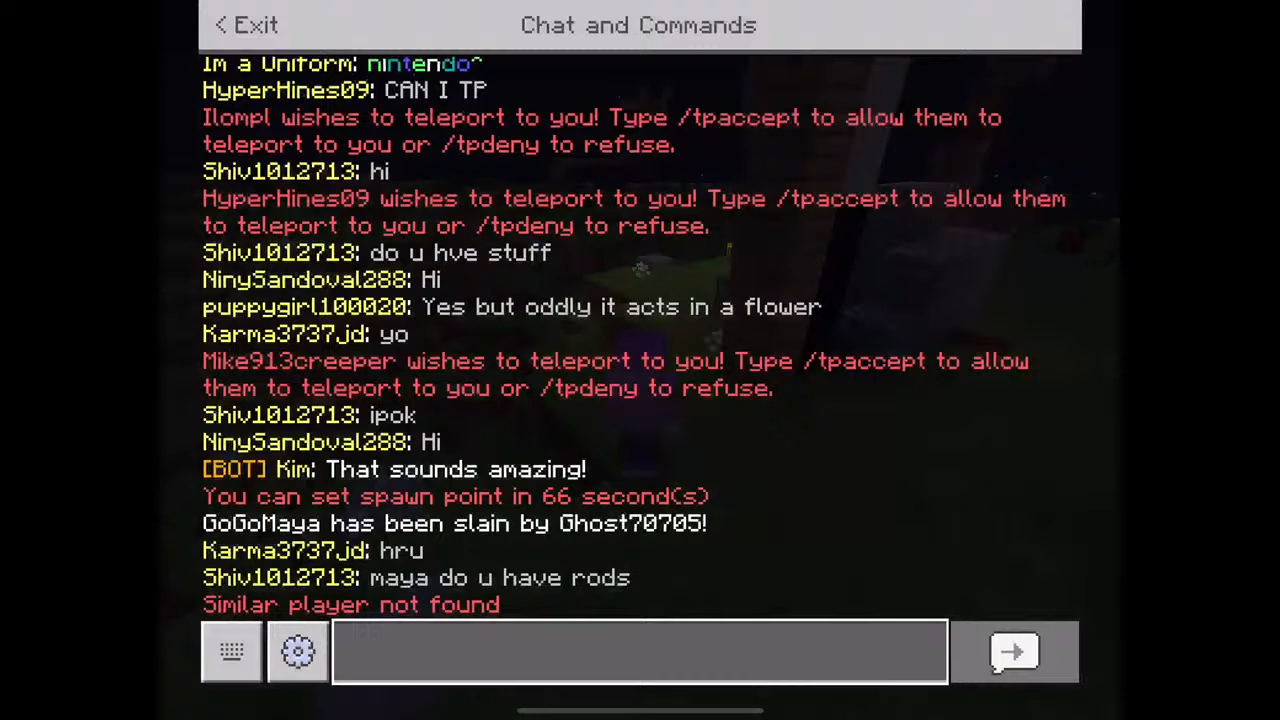 < Exit
Chat and Commands
Im a Uniform: nintendo^
HyperHines09: CAN I TP
Ilompl wishes to teleport to you! Type /tpaccept to allow them to
teleport to you or /tpdeny to refuse.
Shiv1012713: hi
HyperHines09 wishes to teleport to you! Type /tpaccept to allow them
to teleport to you or /tpdeny to refuse.
Shiv1012713: do u hve stuff
NinySandoval288: Hi
puppygirl100020: Yes but oddly it acts in a flower
Karma3737jd: yo
Mike913creeper wishes to teleport to you! Type /tpaccept to allow
them to teleport to you or /tpdeny to refuse.
Shiv1012713: ipok
NinySandoval288: Hi
[BOT] Kim: That sounds amazing!
You can set spawn point in 66 second(s)
GoGoMaya has been slain by Ghost70705!
Karma3737jd: hru
Shiv1012713: maya do u have rods
Similar player not found